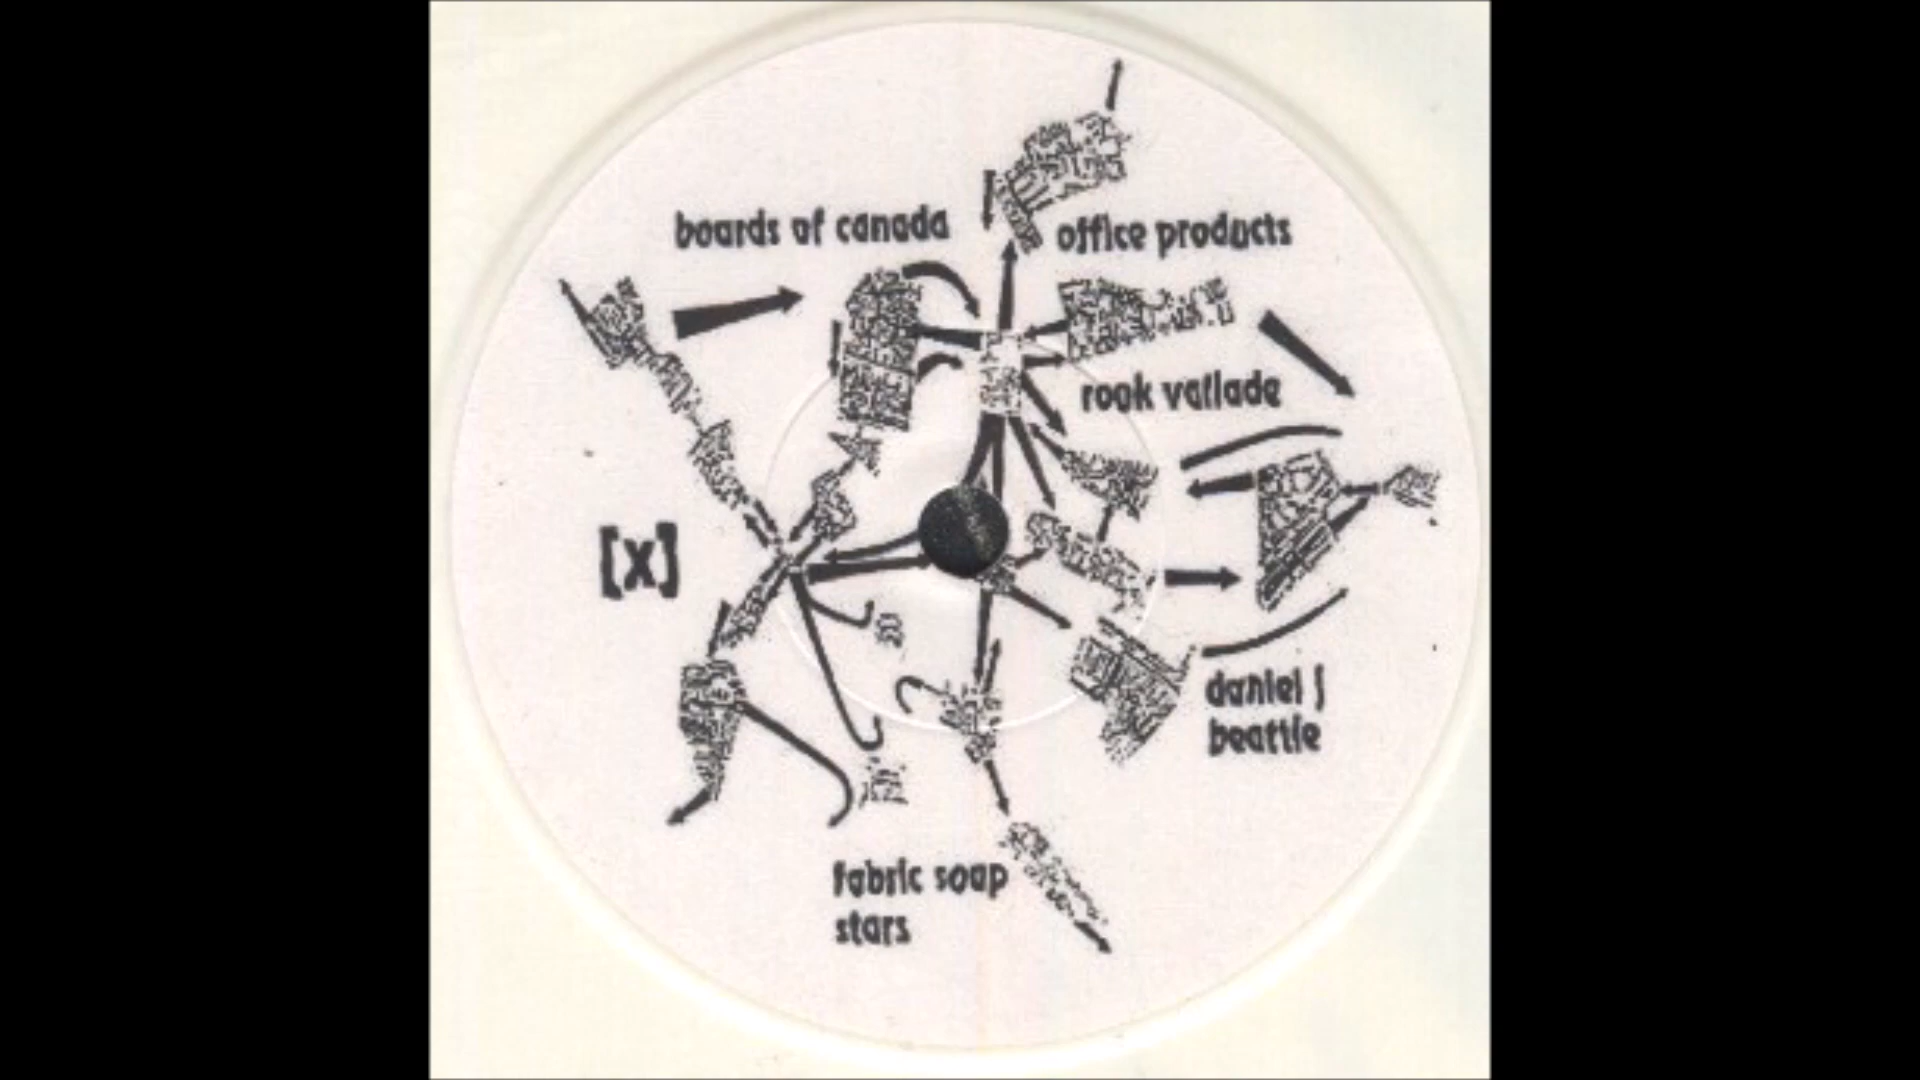 boards of canada
office products
rook vallade
[x]
daniel j
beattie
fabric soap
stars